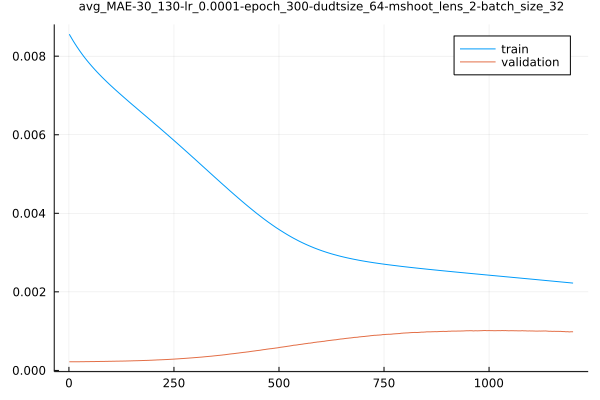 avg_MAE-30_130-lr_0.0001-epoch_300-dudtsize_64-mshoot_lens_2-batch_size_32
train
validation
0.008
0.006
0.004
0.002
0.000
0 250 500 750 1000